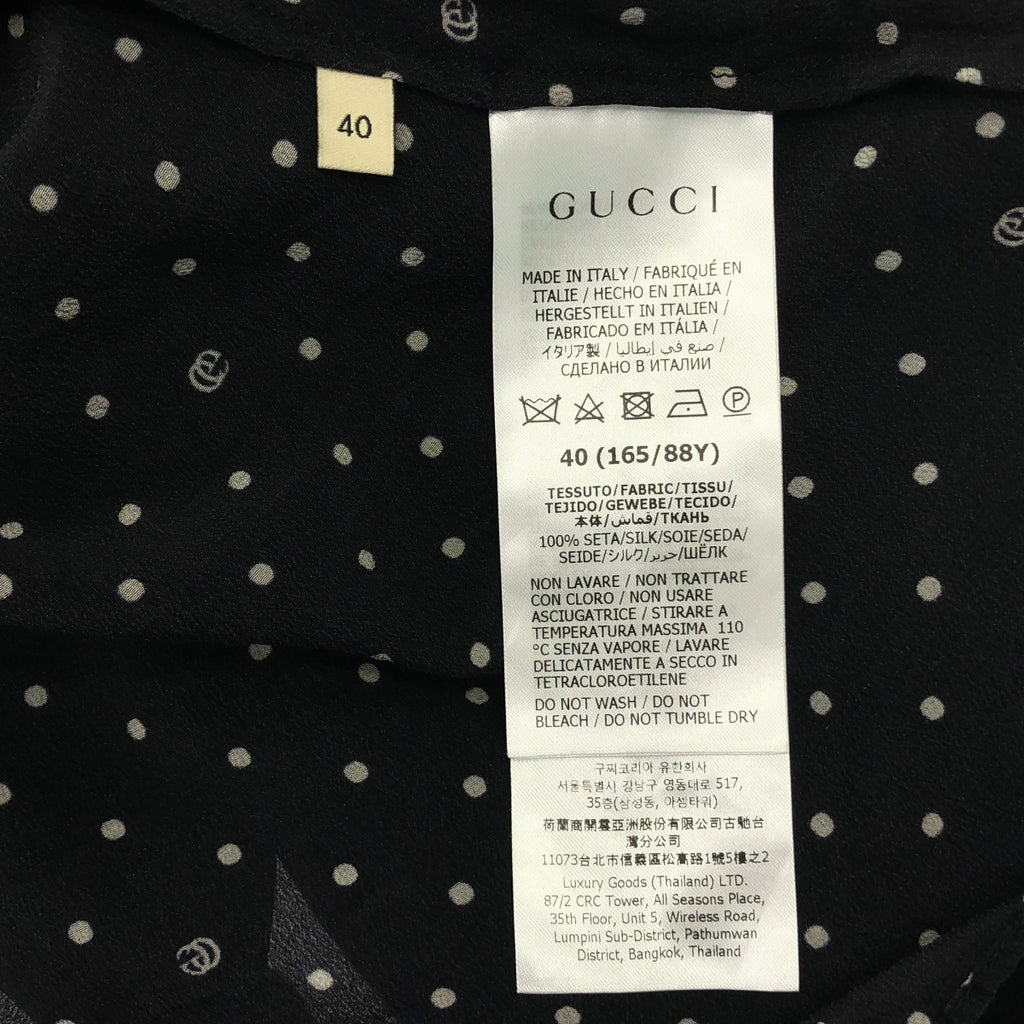 40
GUCCI
MADE IN ITALY / FABRIQUÉ EN
ITALIE / HECHO EN ITALIA /
HERGESTELLT IN ITALIEN /
FABRICADO EM ITÁLIA /
イタリア製 / صنع في إيطاليا /
СДЕЛАНО В ИТАЛИИ
P
40 (165/88Y)
TESSUTO/FABRIC/TISSU/
TEJIDO/GEWEBE/TECIDO/
本体/قماش/ТКАНЬ
100% SETA/SILK/SOIE/SEDA/
SEIDE/シルク/حرير/ШЁЛК
NON LAVARE / NON TRATTARE
CON CLORO / NON USARE
ASCIUGATRICE / STIRARE A
TEMPERATURA MASSIMA 110
°C SENZA VAPORE / LAVARE
DELICATAMENTE A SECCO IN
TETRACLOROETILENE
DO NOT WASH / DO NOT
BLEACH / DO NOT TUMBLE DRY
구찌코리아 유한회사
서울특별시 강남구 영동대로 517,
35층(삼성동, 아셈타워)
荷蘭商開雲亞洲股份有限公司古馳台
灣分公司
11073台北市信義區松高路1號5樓之2
Luxury Goods (Thailand) LTD.
87/2 CRC Tower, All Seasons Place,
35th Floor, Unit 5, Wireless Road,
Lumpini Sub-District, Pathumwan
District, Bangkok, Thailand